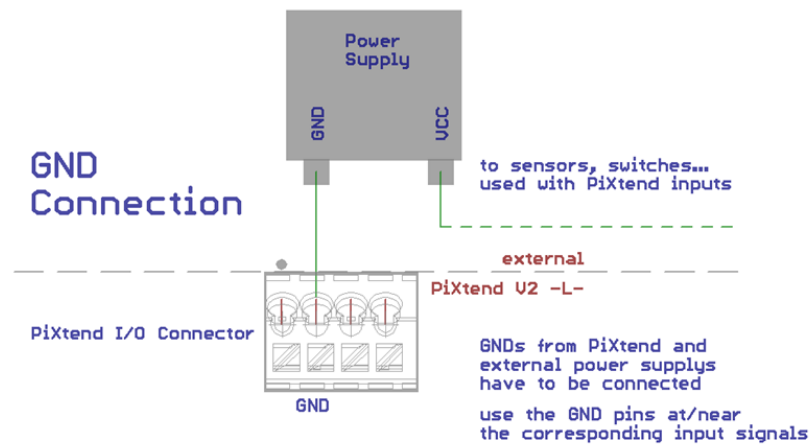 Power
Supply
GND
VCC
GND
Connection
to sensors, switches...
used with PiXtend inputs
external
PiXtend V2 -L-
PiXtend I/O Connector
GND
GNDs from PiXtend and
external power supplys
have to be connected
use the GND pins at/near
the corresponding input signals